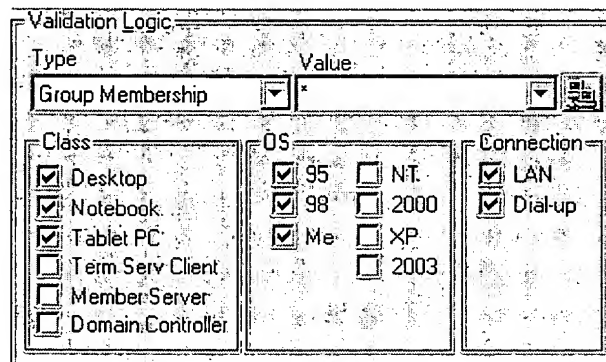 Validation Logic
Type Value
Group Membership *
Class
Desktop
Notebook
Tablet PC
Term Serv Client
Member Server
Domain Controller
OS
95 NT
98 2000
Me XP
2003
Connection
LAN
Dial-up